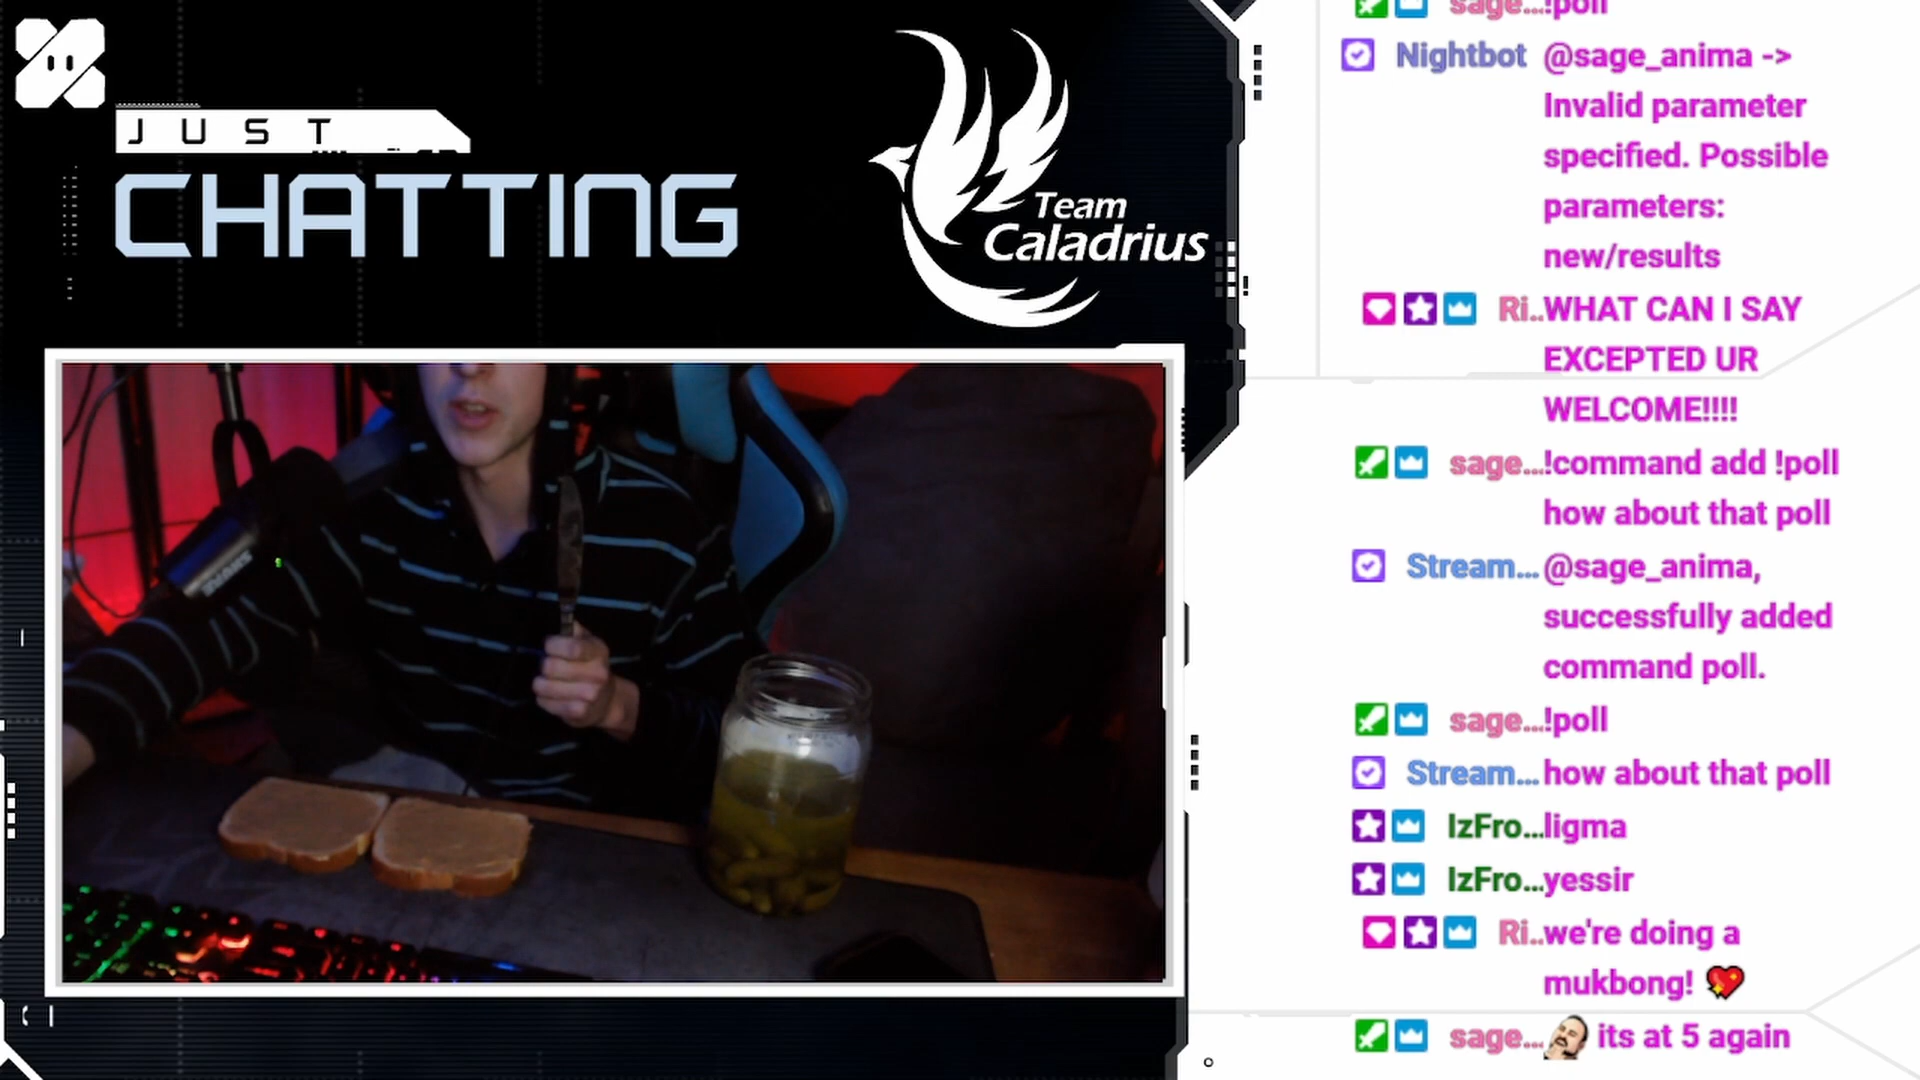 JUST
CHATTING
Team
Caladrius
sage...!poll
Nightbot @sage_anima ->
Invalid parameter
specified. Possible
parameters:
new/results
Ri..WHAT CAN I SAY
EXCEPTED UR
WELCOME!!!!
sage...!command add !poll
how about that poll
Stream...@sage_anima,
successfully added
command poll.
sage...!poll
Stream...how about that poll
IzFro...ligma
IzFro...yessir
Ri..we're doing a
mukbong! 💖
sage... its at 5 again